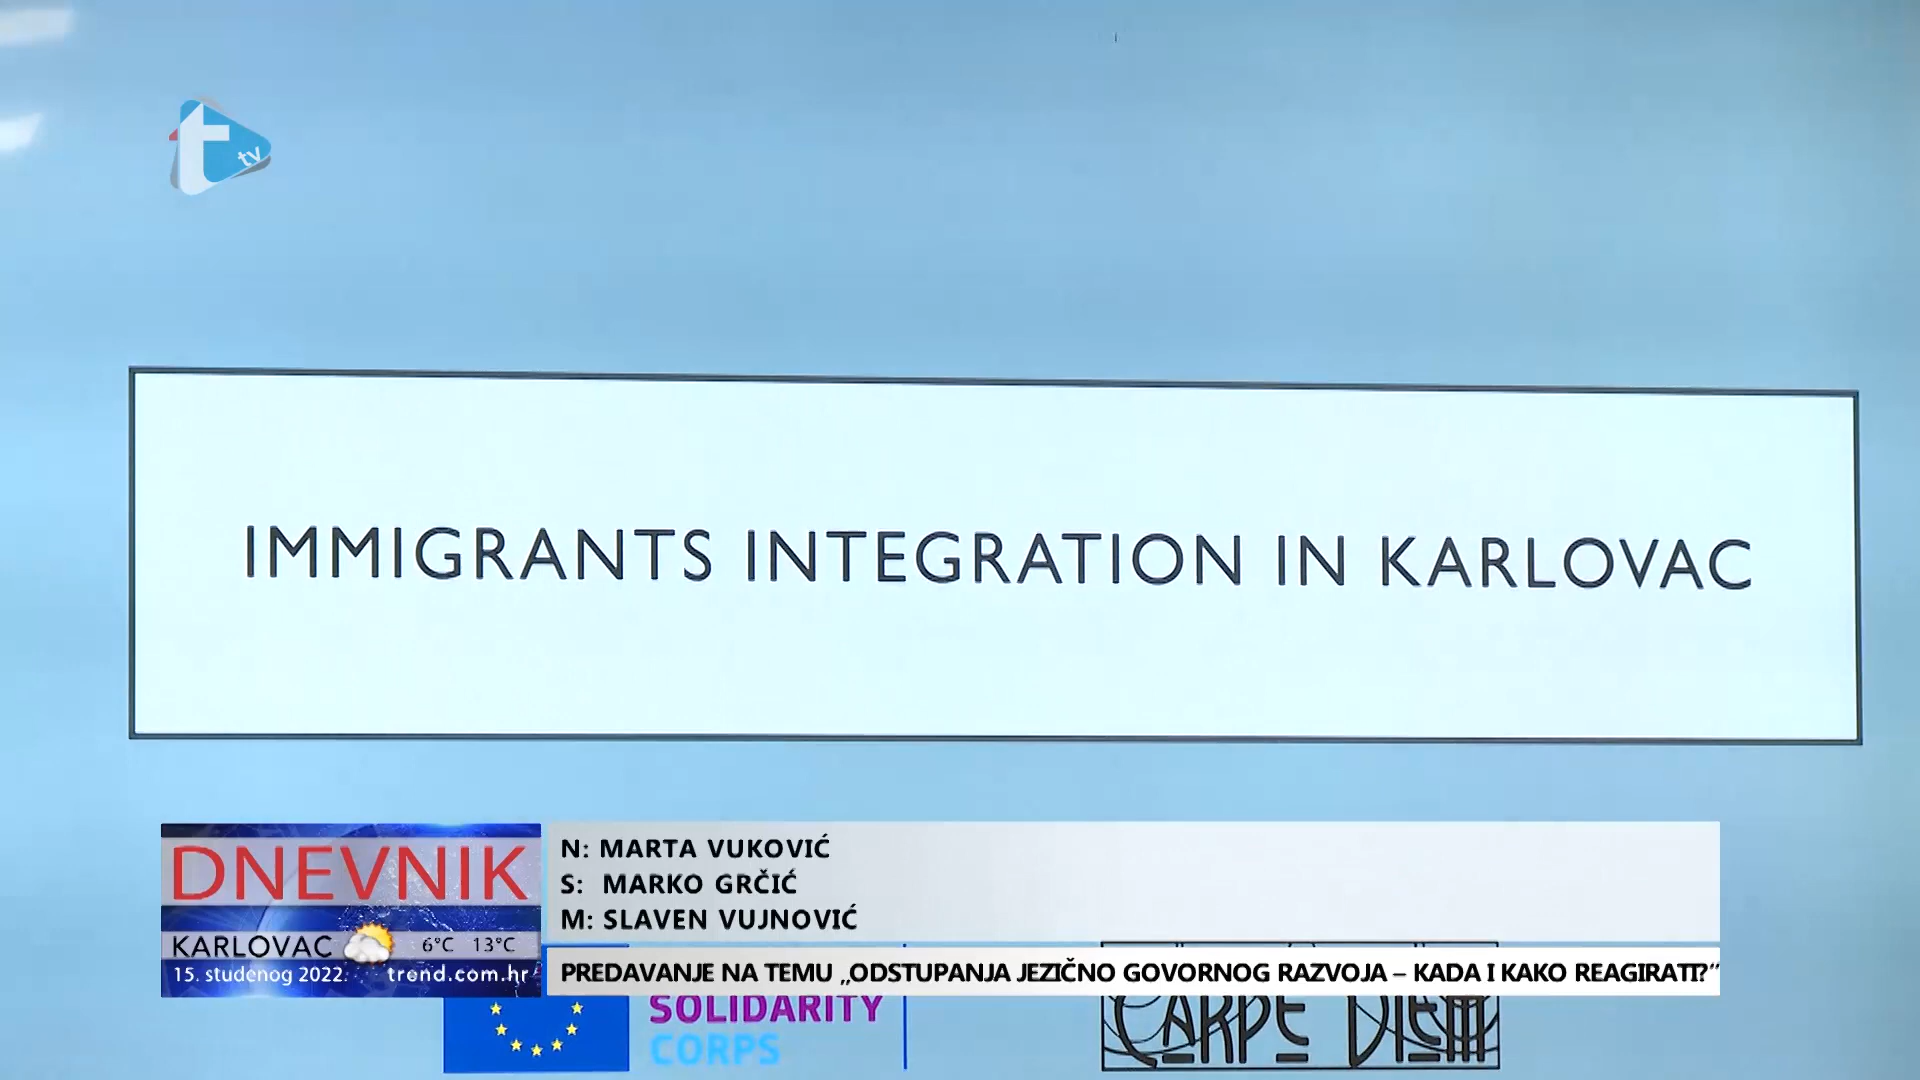 t tv
IMMIGRANTS INTEGRATION IN KARLOVAC
DNEVNIK
KARLOVAC 6°C 13°C
15. studenog 2022. trend.com.hr
N: MARTA VUKOVIĆ
S: MARKO GRČIĆ
M: SLAVEN VUJNOVIĆ
PREDAVANJE NA TEMU „ODSTUPANJA JEZIČNO GOVORNOG RAZVOJA – KADA I KAKO REAGIRATI?“
SOLIDARITY
CORPS
CARPE DIEM